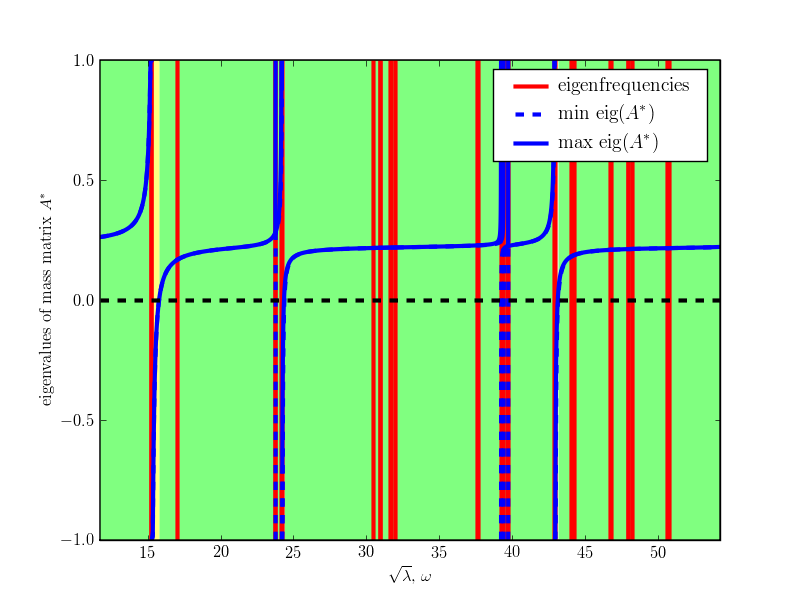 1.0
0.5
0.0
−0.5
−1.0
eigenvalues of mass matrix A*
eigenfrequencies
min eig(A*)
max eig(A*)
15 20 25 30 35 40 45 50
√λ, ω